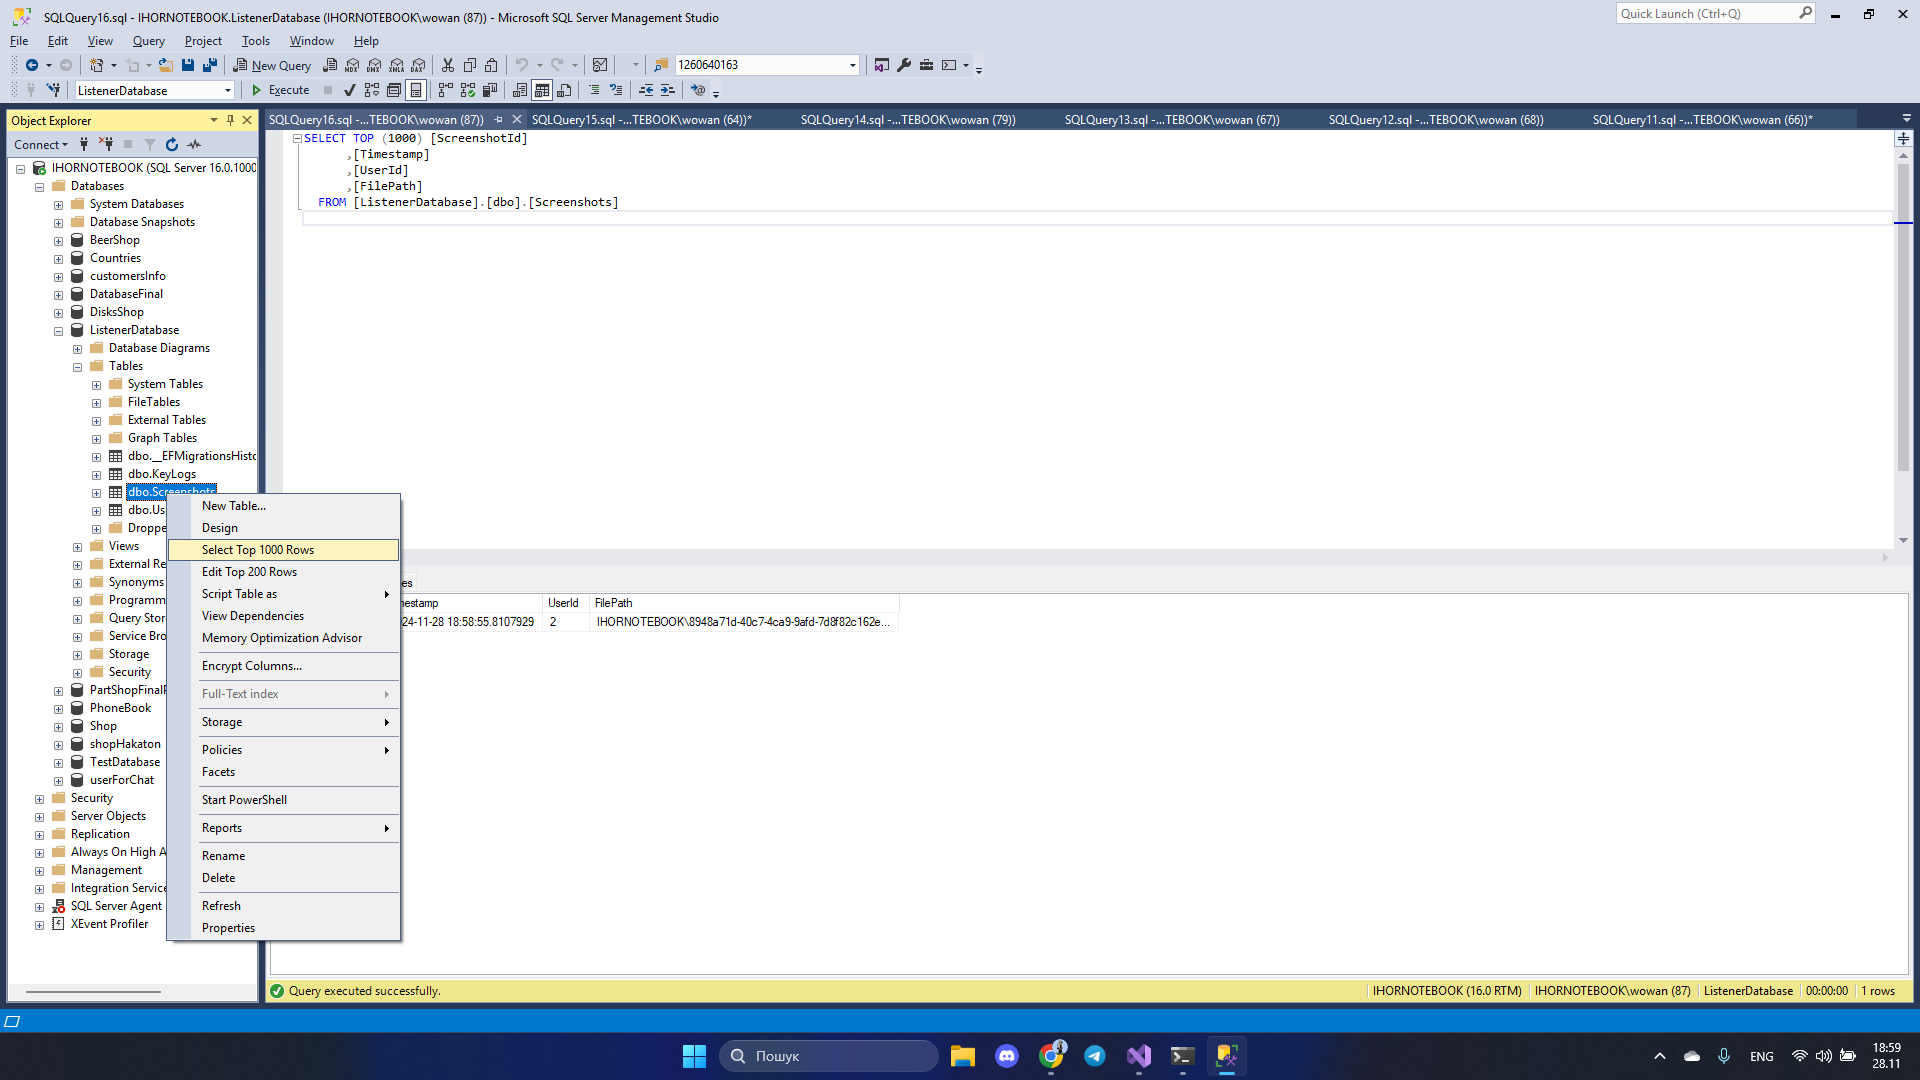 SQLQuery16.sql - IHORNOTEBOOK.ListenerDatabase (IHORNOTEBOOK\wowan (87)) - Microsoft SQL Server Management Studio
Quick Launch (Ctrl+Q)
File Edit View Query Project Tools Window Help
New Query
1260640163
ListenerDatabase
Execute
Object Explorer
SQLQuery16.sql -...TEBOOK\wowan (87))
SQLQuery15.sql -...TEBOOK\wowan (64))*
SQLQuery14.sql -...TEBOOK\wowan (79))
SQLQuery13.sql -...TEBOOK\wowan (67))
SQLQuery12.sql -...TEBOOK\wowan (68))
SQLQuery11.sql -...TEBOOK\wowan (66))*
Connect
IHORNOTEBOOK (SQL Server 16.0.1000
Databases
System Databases
Database Snapshots
BeerShop
Countries
customersInfo
DatabaseFinal
DisksShop
ListenerDatabase
Database Diagrams
Tables
System Tables
FileTables
External Tables
Graph Tables
dbo.__EFMigrationsHisto
dbo.KeyLogs
dbo.Screenshots
dbo.Us
Droppe
Views
External Re
Synonyms
Programm
Query Stor
Service Bro
Storage
Security
PartShopFinalP
PhoneBook
Shop
shopHakaton
TestDatabase
userForChat
Security
Server Objects
Replication
Always On High A
Management
Integration Service
SQL Server Agent
XEvent Profiler
SELECT TOP (1000) [ScreenshotId]
,[Timestamp]
,[UserId]
,[FilePath]
FROM [ListenerDatabase].[dbo].[Screenshots]
New Table...
Design
Select Top 1000 Rows
Edit Top 200 Rows
Script Table as
View Dependencies
Memory Optimization Advisor
Encrypt Columns...
Full-Text index
Storage
Policies
Facets
Start PowerShell
Reports
Rename
Delete
Refresh
Properties
es
nestamp UserId FilePath
24-11-28 18:58:55.8107929 2 IHORNOTEBOOK\8948a71d-40c7-4ca9-9afd-7d8f82c162e...
Query executed successfully.
IHORNOTEBOOK (16.0 RTM) IHORNOTEBOOK\wowan (87) ListenerDatabase 00:00:00 1 rows
Пошук
ENG
18:59
28.11